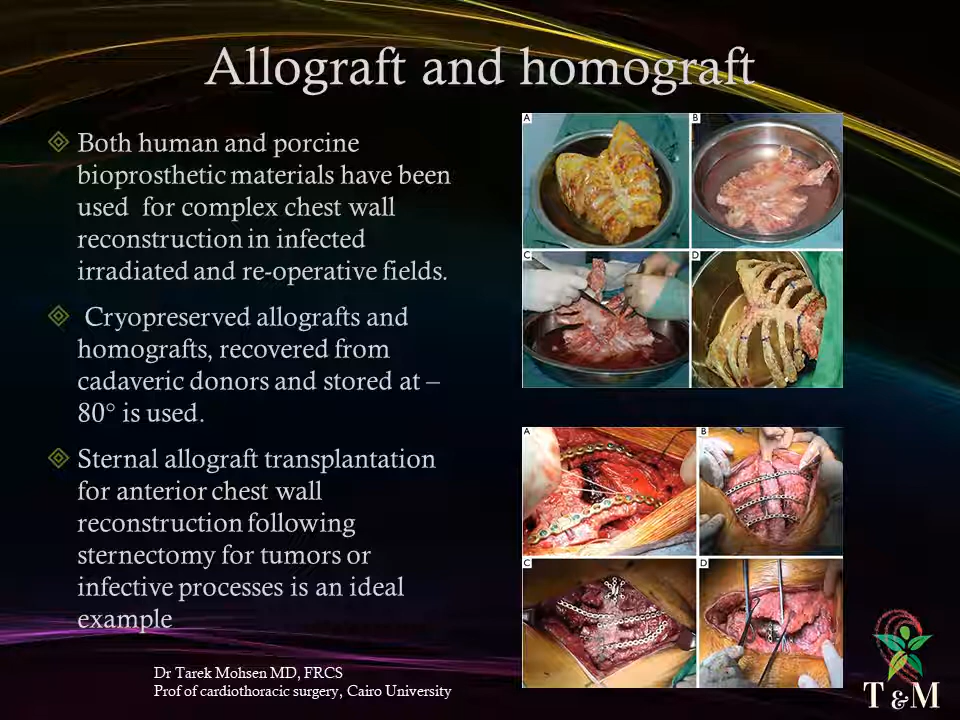 Allograft and homograft
Both human and porcine
bioprosthetic materials have been
used for complex chest wall
reconstruction in infected
irradiated and re-operative fields.
Cryopreserved allografts and
homografts, recovered from
cadaveric donors and stored at –
80° is used.
Sternal allograft transplantation
for anterior chest wall
reconstruction following
sternectomy for tumors or
infective processes is an ideal
example
A
B
C
D
A
B
C
D
Dr Tarek Mohsen MD, FRCS
Prof of cardiothoracic surgery, Cairo University
T & M